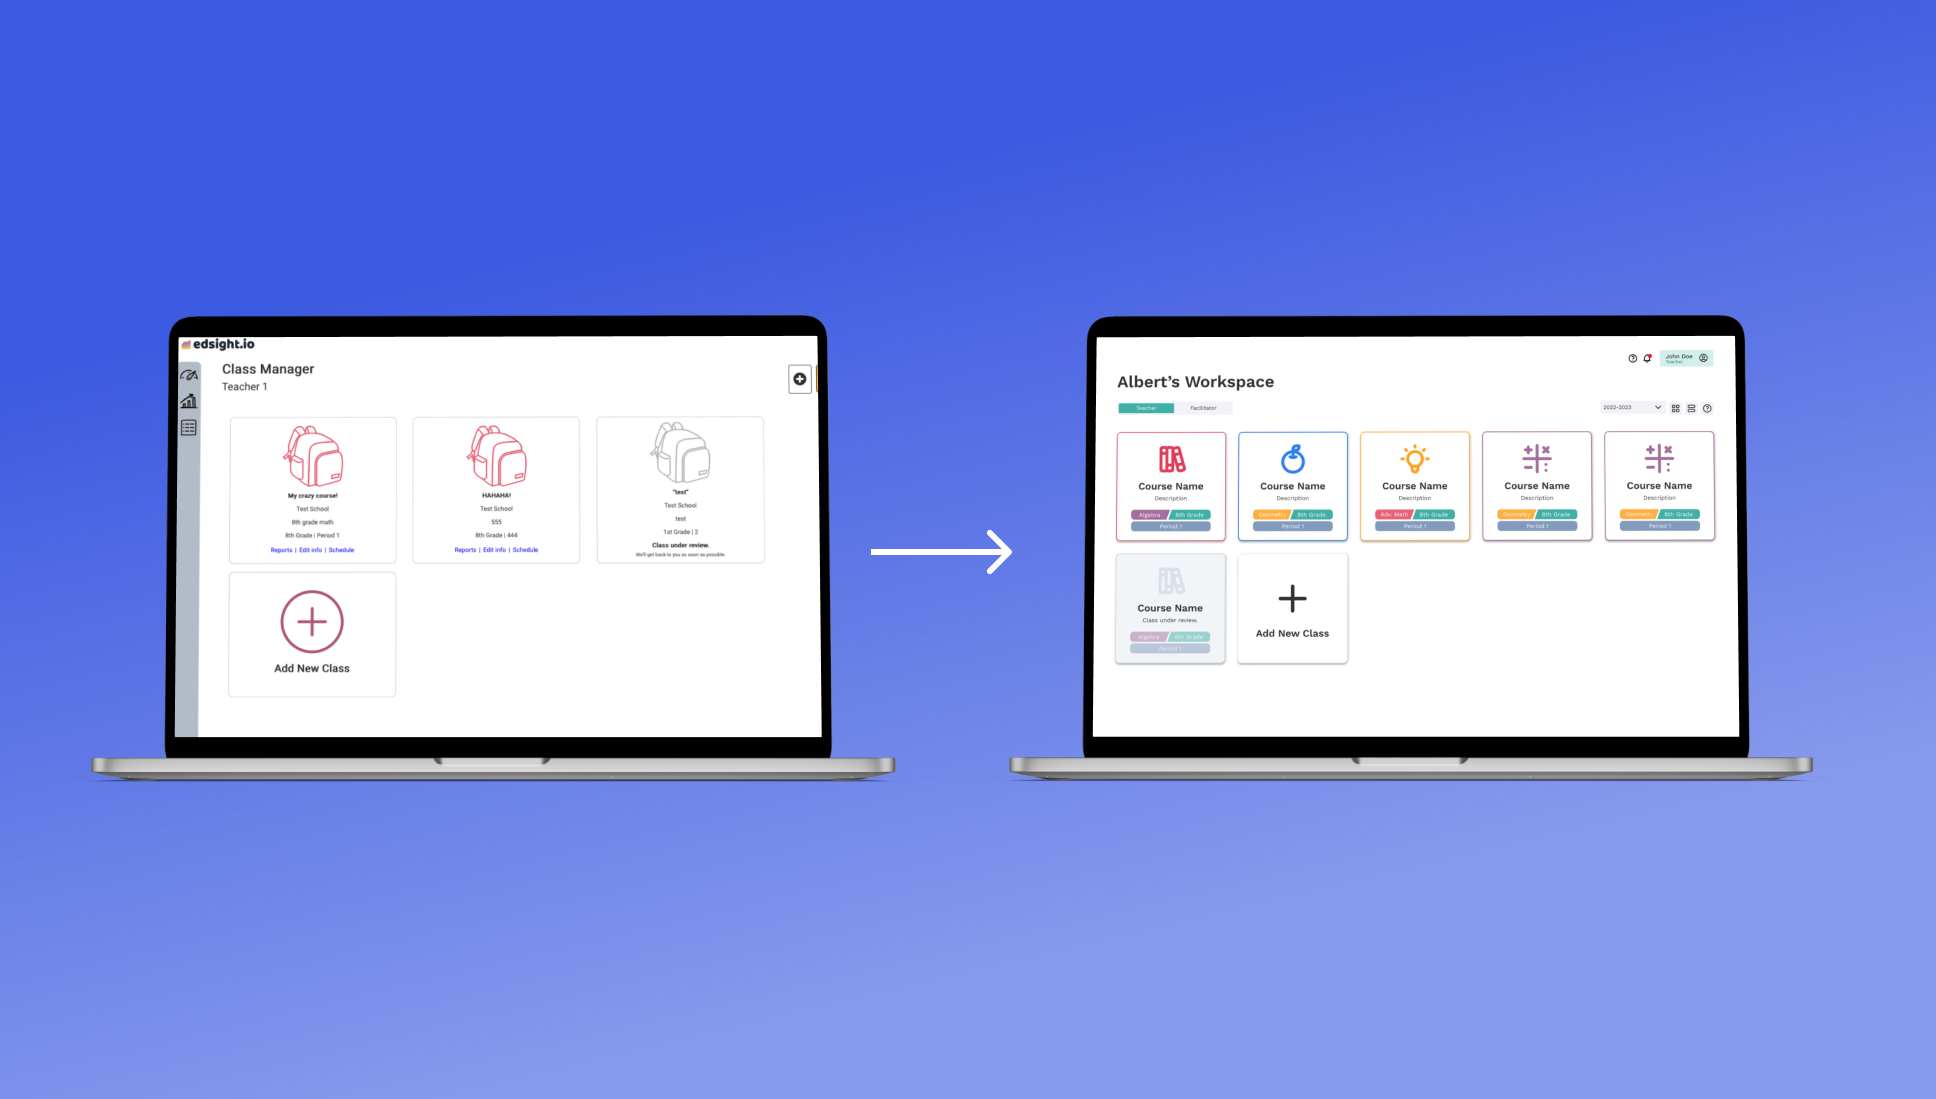 edsight.io
Class Manager
Teacher 1
My crazy course!
Test School
8th grade math
8th Grade | Period 1
Reports | Edit info | Schedule
HAHAHA!
Test School
555
8th Grade | 444
Reports | Edit info | Schedule
"test"
Test School
test
1st Grade | 2
Class under review.
We'll get back to you as soon as possible.
Add New Class
John Doe
Teacher
Albert's Workspace
Teacher
Facilitator
2022-2023
Course Name
Description
Algebra / 8th Grade
Period 1
Course Name
Description
Geometry / 8th Grade
Period 1
Course Name
Description
Adv. Math / 8th Grade
Period 1
Course Name
Description
Geometry / 8th Grade
Period 1
Course Name
Description
Geometry / 8th Grade
Period 1
Course Name
Class under review.
Algebra / 8th Grade
Period 1
Add New Class